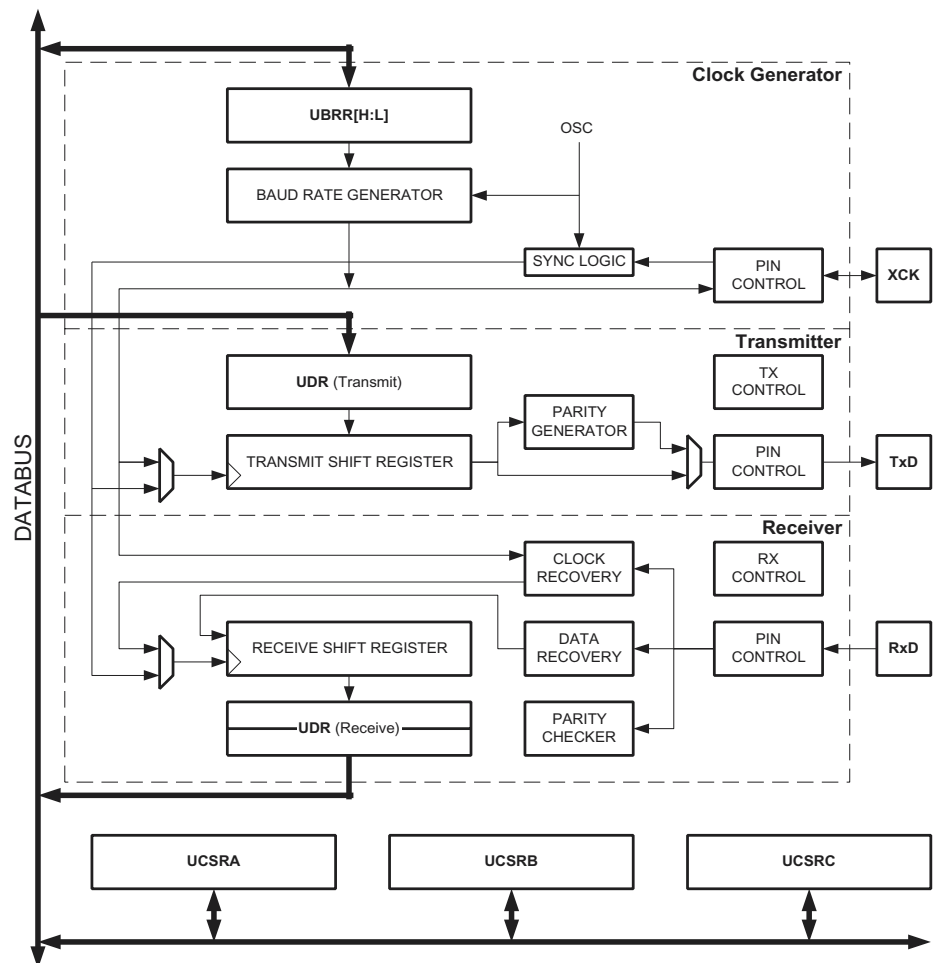 Clock Generator
UBRR[H:L]
OSC
BAUD RATE GENERATOR
SYNC LOGIC
PIN
CONTROL
XCK
Transmitter
UDR (Transmit)
TX
CONTROL
PARITY
GENERATOR
TRANSMIT SHIFT REGISTER
PIN
CONTROL
TxD
DATABUS
Receiver
CLOCK
RECOVERY
RX
CONTROL
RECEIVE SHIFT REGISTER
DATA
RECOVERY
PIN
CONTROL
RxD
UDR (Receive)
PARITY
CHECKER
UCSRA
UCSRB
UCSRC